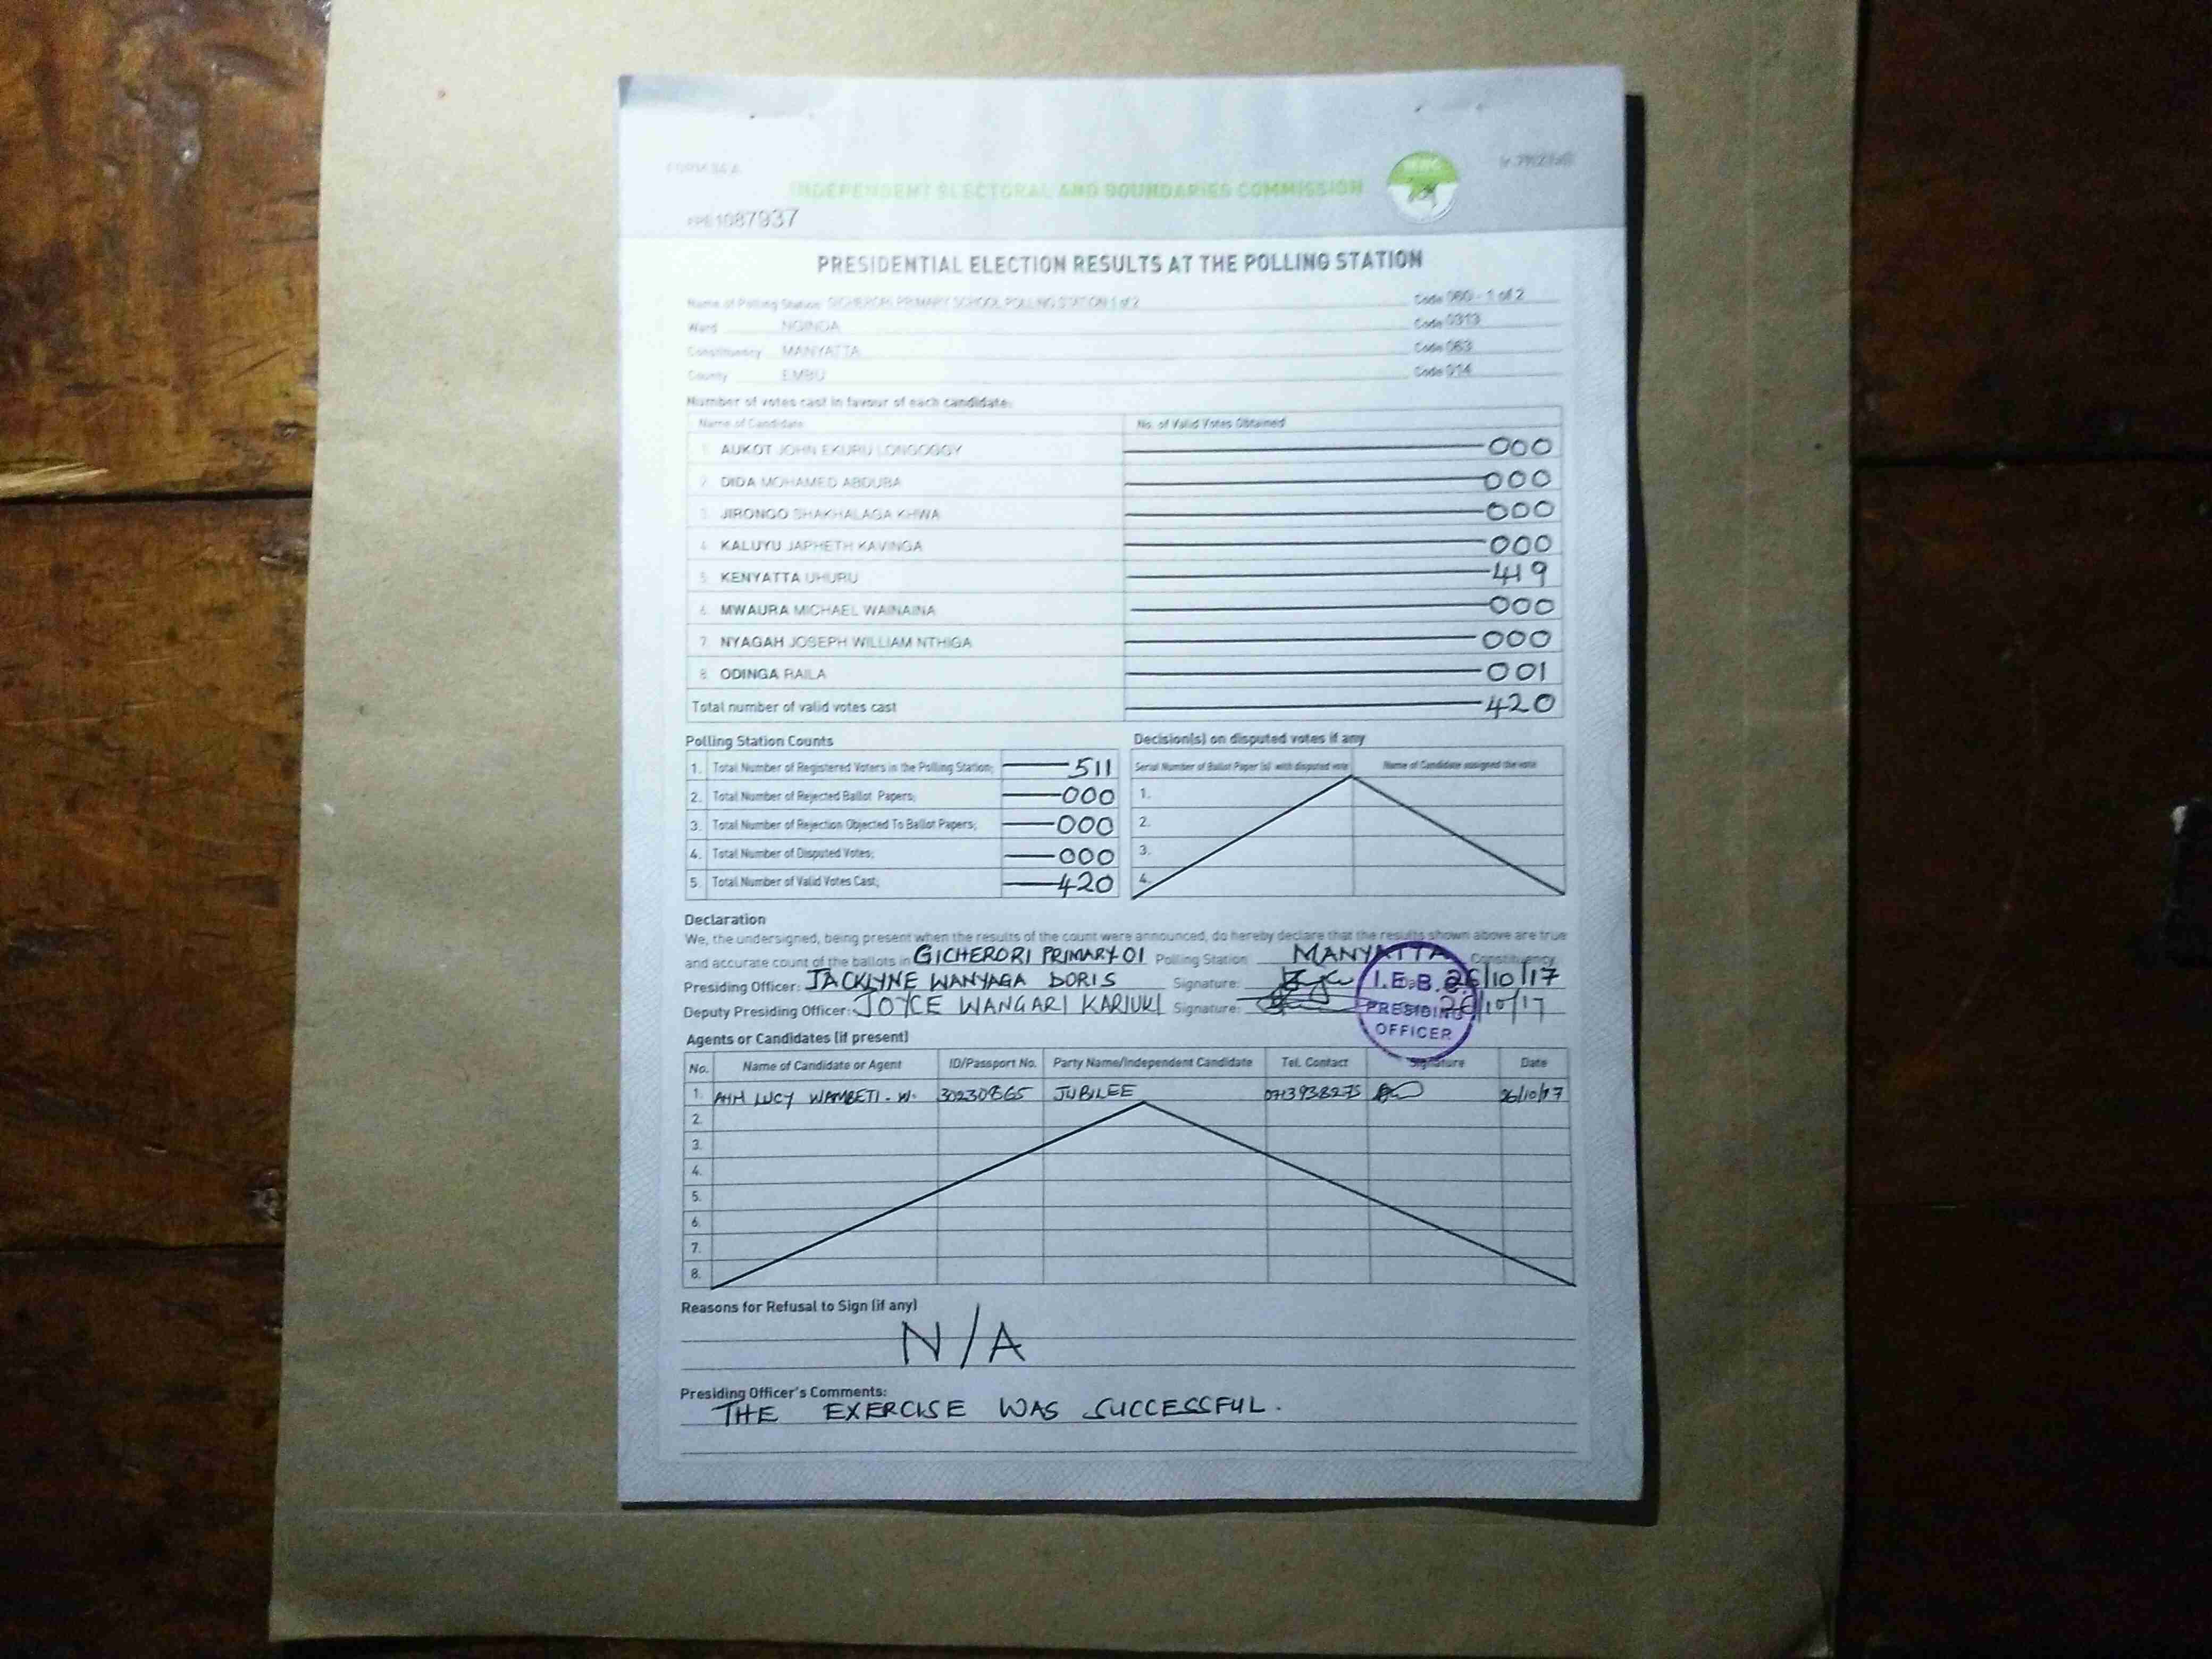 FORM 34 A
INDEPENDENT ELECTORAL AND BOUNDARIES COMMISSION
1087937
PRESIDENTIAL ELECTION RESULTS AT THE POLLING STATION
Name of Polling Station GICHERORI PRIMARY SCHOOL POLLING STATION 1 of 2 Code 060 - 1 of 2
Ward NGINDA Code 0313
Constituency MANYATTA Code 063
County EMBU Code 014
Number of votes cast in favour of each candidate:
Name of Candidate No. of Valid Votes Obtained
1. AUKOT JOHN EKURU LONGOGGY 000
2. DIDA MOHAMED ABDUBA 000
3. JIRONGO SHAKHALAGA KHWA 000
4. KALUYU JAPHETH KAVINGA 000
5. KENYATTA UHURU 419
6. MWAURA MICHAEL WAINAINA 000
7. NYAGAH JOSEPH WILLIAM NTHIGA 000
8. ODINGA RAILA 001
Total number of valid votes cast 420
Polling Station Counts
1. Total Number of Registered Voters in the Polling Station; 511
2. Total Number of Rejected Ballot Papers; 000
3. Total Number of Rejection Objected To Ballot Papers; 000
4. Total Number of Disputed Votes; 000
5. Total Number of Valid Votes Cast; 420
Decision(s) on disputed votes if any
Serial Number of Ballot Paper (s) with disputed vote Name of Candidate assigned the vote
1.
2.
3.
4.
Declaration
We, the undersigned, being present when the results of the count were announced, do hereby declare that the results shown above are true
and accurate count of the ballots in GICHERORI PRIMARY 01 Polling Station MANYATTA Constituency.
Presiding Officer: JACKLYNE WANYAGA DORIS Signature: 26/10/17
Deputy Presiding Officer: JOYCE WANGARI KARIUKI Signature: 26/10/17
I.E.B.C.
PRESIDING
OFFICER
Agents or Candidates (if present)
No. Name of Candidate or Agent ID/Passport No. Party Name/Independent Candidate Tel. Contact Signature Date
1. LUCY WAMBETI . W. 30230865 JUBILEE 0713938275 26/10/17
2.
3.
4.
5.
6.
7.
8.
Reasons for Refusal to Sign (if any)
N/A
Presiding Officer's Comments:
THE EXERCISE WAS SUCCESSFUL.